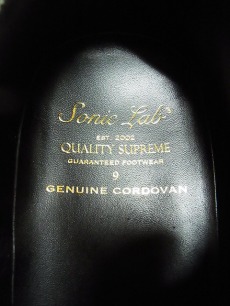 Sonic Lab
EST. 2002
QUALITY SUPREME
GUARANTEED FOOTWEAR
9
GENUINE CORDOVAN